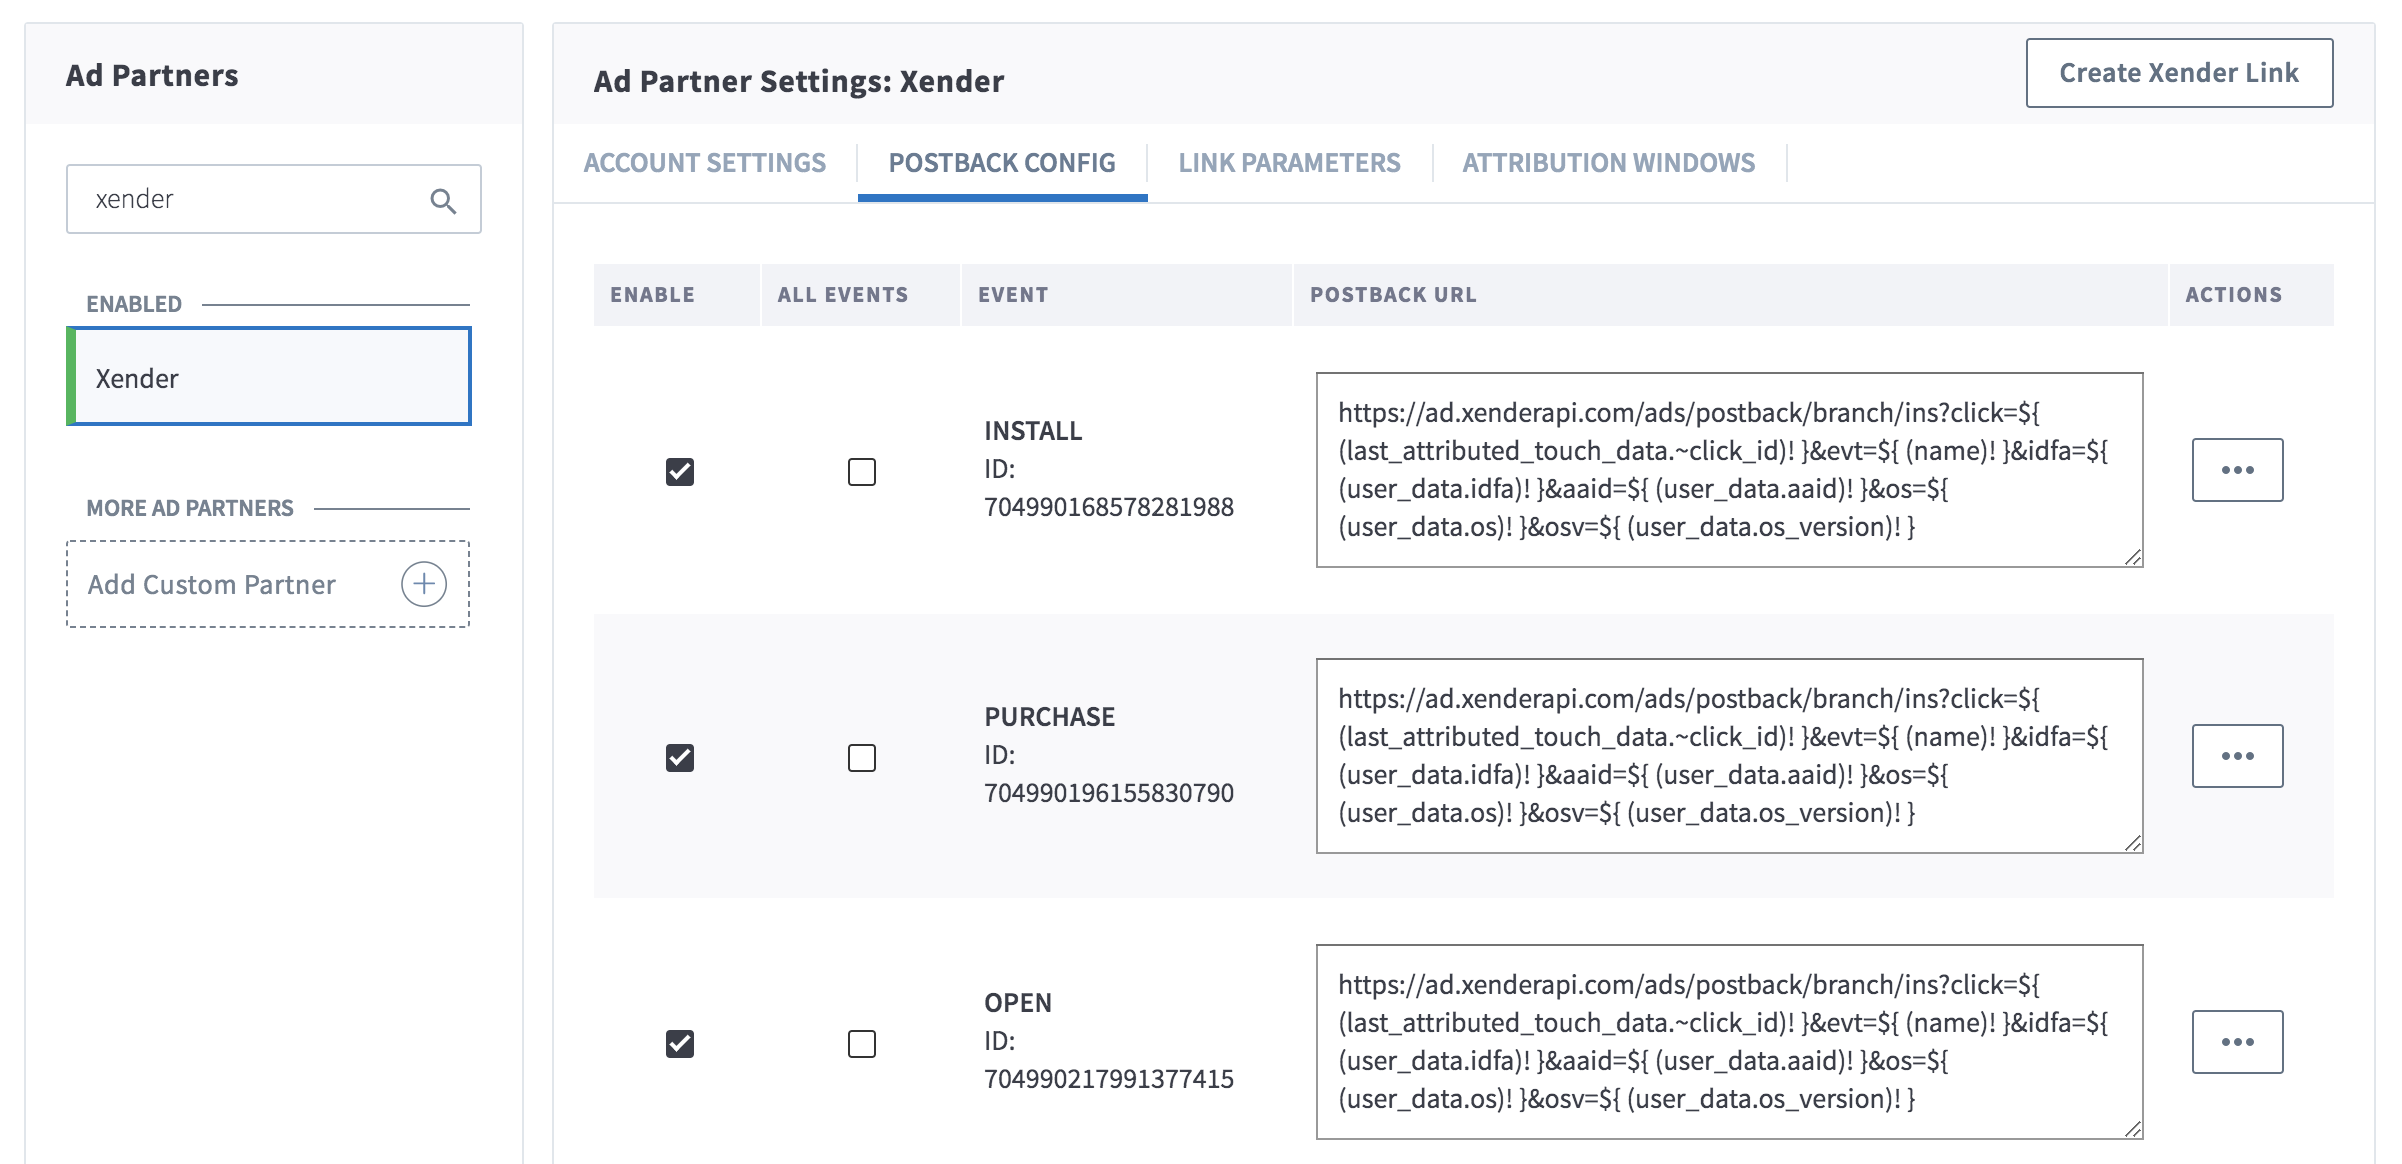 Ad Partners
xender
ENABLED
Xender
MORE AD PARTNERS
Add Custom Partner
Ad Partner Settings: Xender
Create Xender Link
ACCOUNT SETTINGS
POSTBACK CONFIG
LINK PARAMETERS
ATTRIBUTION WINDOWS
ENABLE
ALL EVENTS
EVENT
POSTBACK URL
ACTIONS
INSTALL
ID:
704990168578281988
https://ad.xenderapi.com/ads/postback/branch/ins?click=${
(last_attributed_touch_data.~click_id)! }&evt=${ (name)! }&idfa=${
(user_data.idfa)! }&aaid=${ (user_data.aaid)! }&os=${
(user_data.os)! }&osv=${ (user_data.os_version)! }
PURCHASE
ID:
704990196155830790
https://ad.xenderapi.com/ads/postback/branch/ins?click=${
(last_attributed_touch_data.~click_id)! }&evt=${ (name)! }&idfa=${
(user_data.idfa)! }&aaid=${ (user_data.aaid)! }&os=${
(user_data.os)! }&osv=${ (user_data.os_version)! }
OPEN
ID:
704990217991377415
https://ad.xenderapi.com/ads/postback/branch/ins?click=${
(last_attributed_touch_data.~click_id)! }&evt=${ (name)! }&idfa=${
(user_data.idfa)! }&aaid=${ (user_data.aaid)! }&os=${
(user_data.os)! }&osv=${ (user_data.os_version)! }